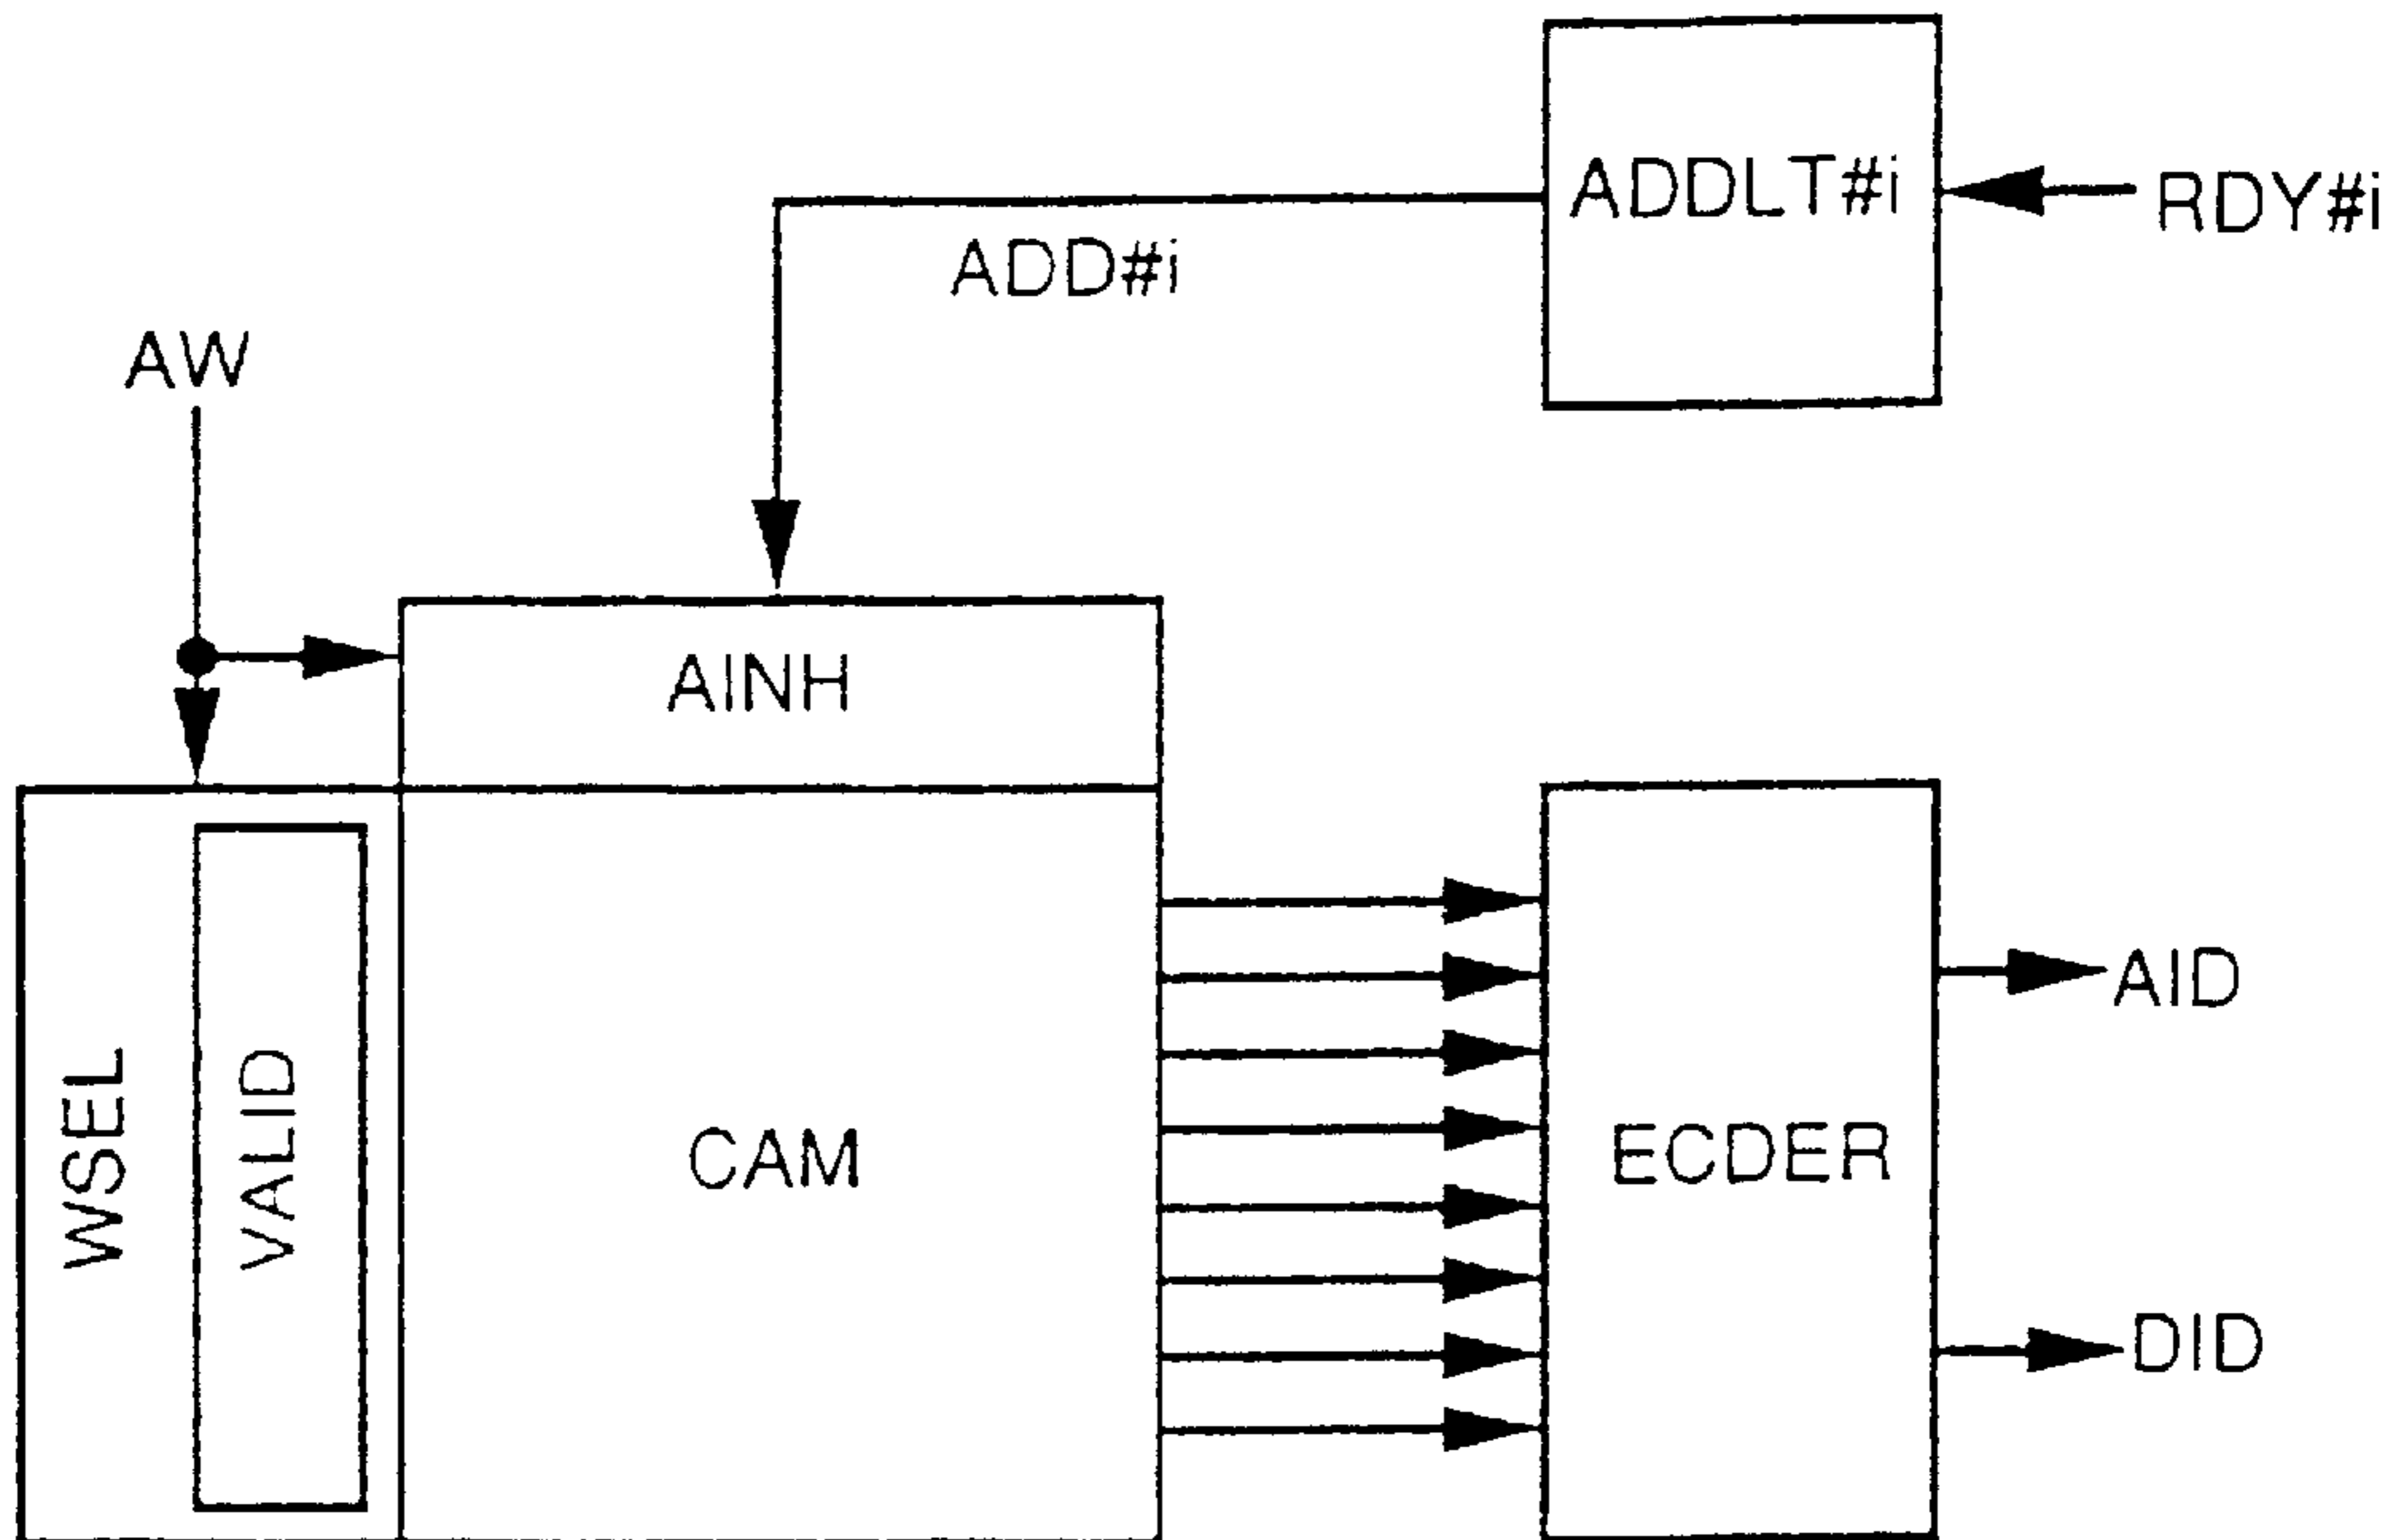 ADDLT#i
RDY#i
ADD#i
AW
AINH
WSEL
VALID
CAM
ECDER
AID
DID